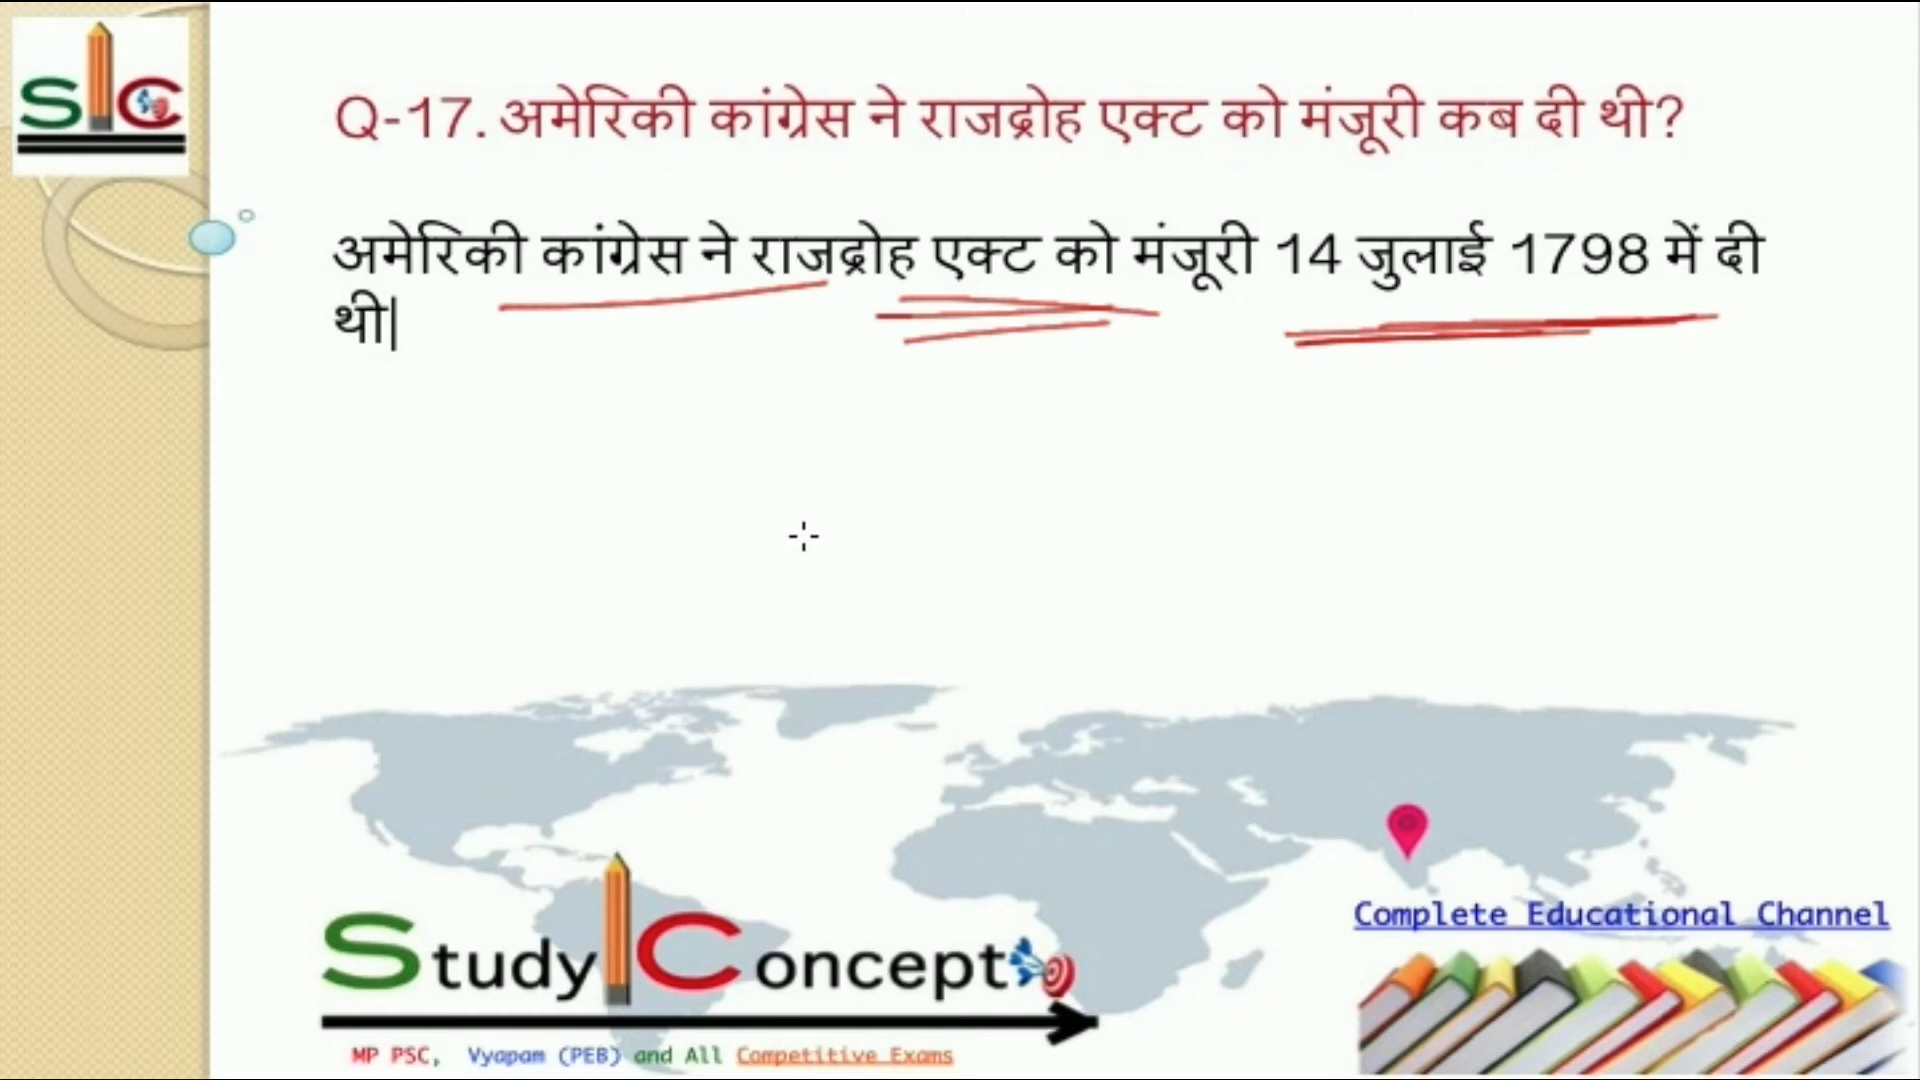 SC
Q-17. अमेरिकी कांग्रेस ने राजद्रोह एक्ट को मंजूरी कब दी थी?
अमेरिकी कांग्रेस ने राजद्रोह एक्ट को मंजूरी 14 जुलाई 1798 में दी
थी|
Complete Educational Channel
Study Concept
MP PSC, Vyapam (PEB) and All Competitive Exams